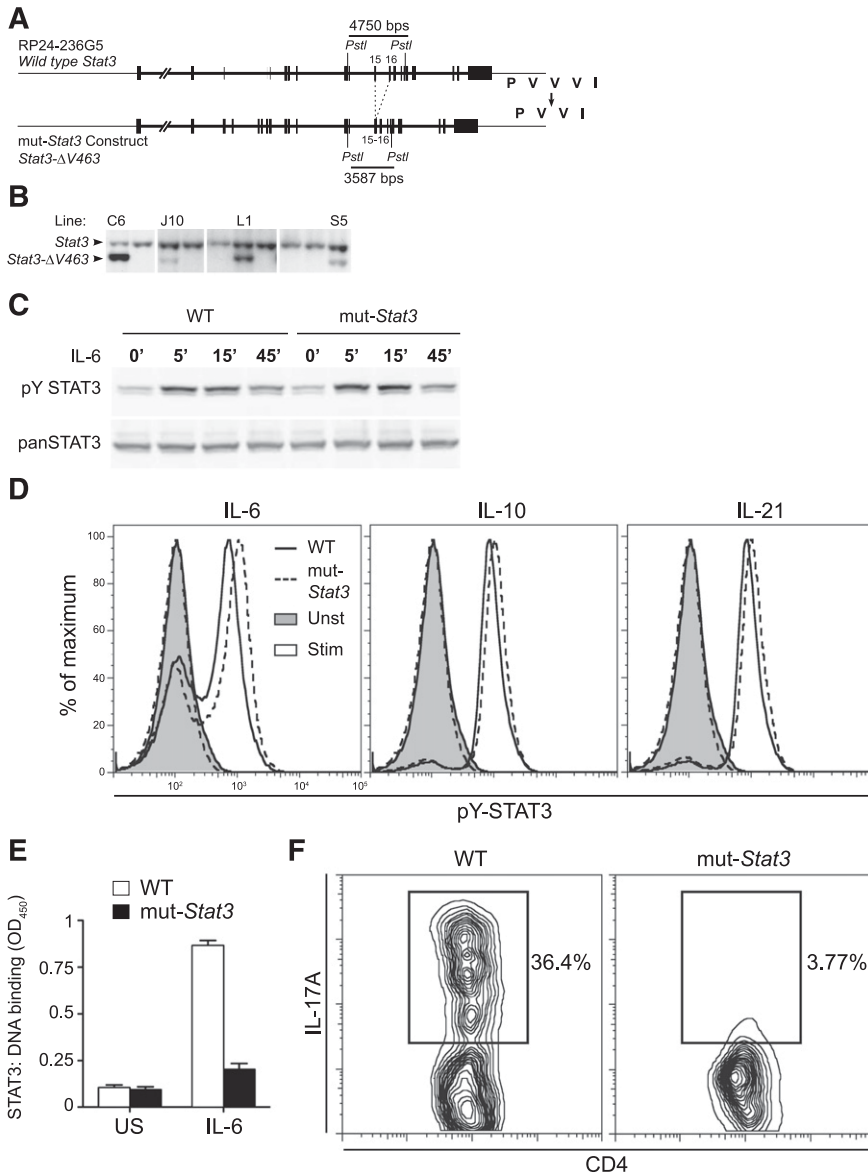 A
4750 bps
RP24-236G5
PstI PstI
Wild type Stat3
15 16
P V V V I
P V V I
mut-Stat3 Construct
15-16
Stat3-ΔV463
PstI PstI
3587 bps
B
Line: C6 J10 L1 S5
Stat3
Stat3-ΔV463
C
WT mut-Stat3
IL-6 0’ 5’ 15’ 45’ 0’ 5’ 15’ 45’
pY STAT3
panSTAT3
D
IL-6 IL-10 IL-21
% of maximum
100
80
60
40
20
0
WT
mut-
Stat3
Unst
Stim
10² 10³ 10⁴ 10⁵
pY-STAT3
E
WT
mut-Stat3
STAT3: DNA binding (OD₄₅₀)
1
0.75
0.5
0.25
0
US IL-6
F
WT mut-Stat3
IL-17A
36.4% 3.77%
CD4